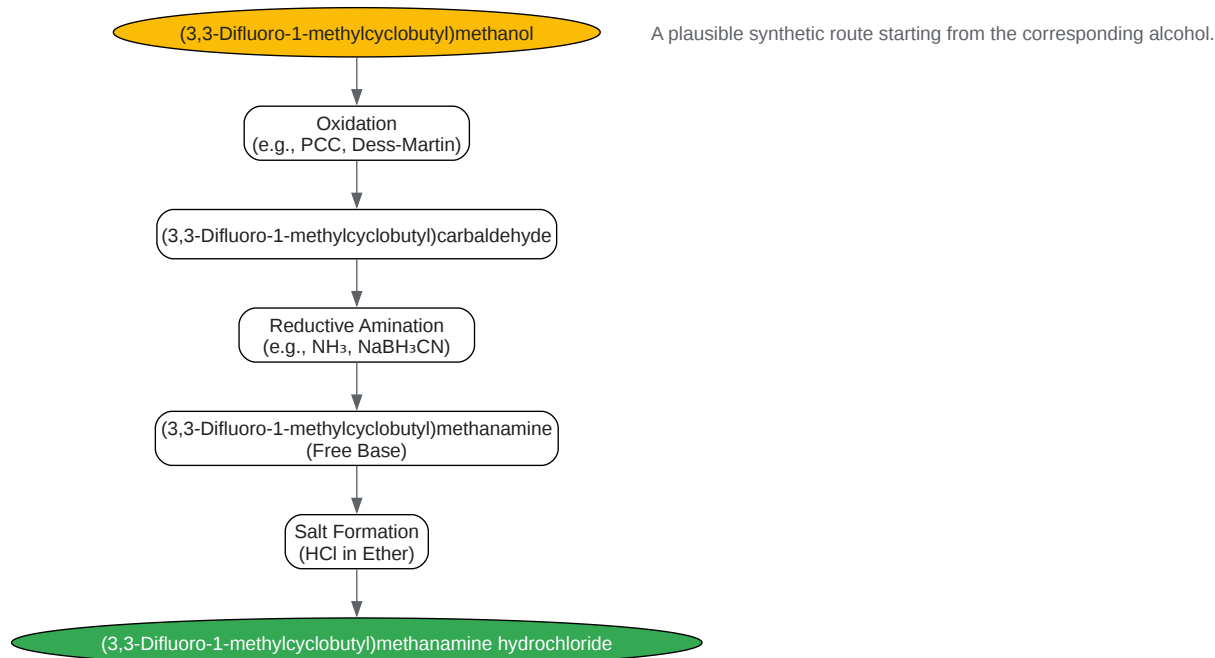 (3,3-Difluoro-1-methylcyclobutyl)methanol
A plausible synthetic route starting from the corresponding alcohol.
Oxidation
(e.g., PCC, Dess-Martin)
(3,3-Difluoro-1-methylcyclobutyl)carbaldehyde
Reductive Amination
(e.g., NH₃, NaBH₃CN)
(3,3-Difluoro-1-methylcyclobutyl)methanamine
(Free Base)
Salt Formation
(HCl in Ether)
(3,3-Difluoro-1-methylcyclobutyl)methanamine hydrochloride